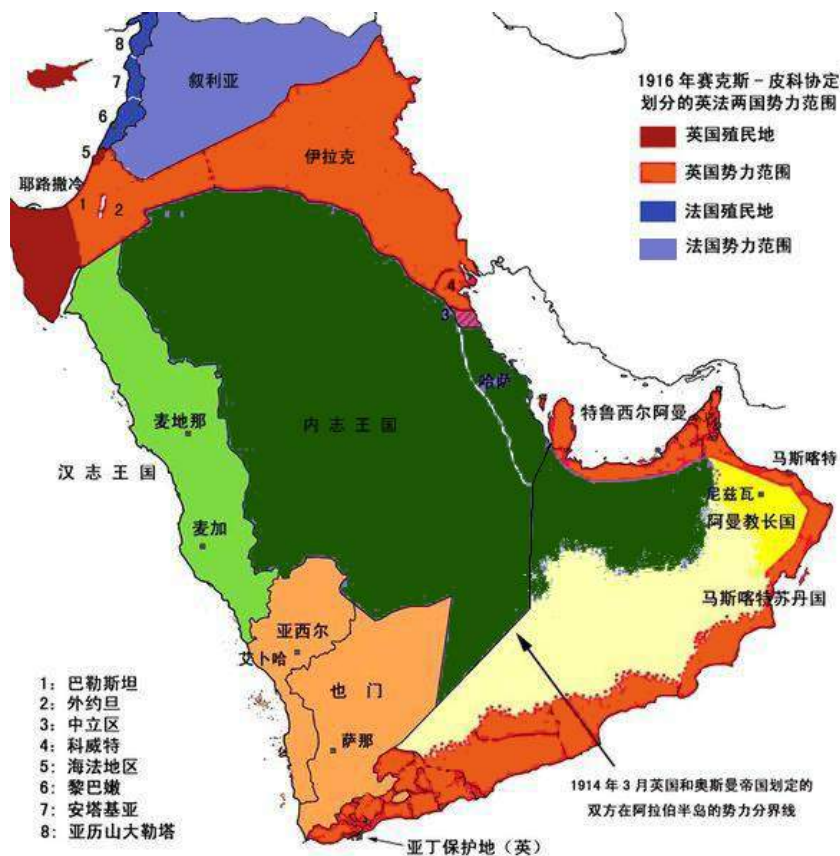 8
叙利亚
7
6
5
伊拉克
耶路撒冷
1
2
1916年赛克斯-皮科协定
划分的英法两国势力范围
英国殖民地
英国势力范围
法国殖民地
法国势力范围
4
3
哈萨
特鲁西尔阿曼
麦地那
内志王国
汉志王国
马斯喀特
尼兹瓦
阿曼教长国
麦加
马斯喀特苏丹国
亚西尔
艾卜哈
也门
萨那
1：巴勒斯坦
2：外约旦
3：中立区
4：科威特
5：海法地区
6：黎巴嫩
7：安塔基亚
8：亚历山大勒塔
1914年3月英国和奥斯曼帝国划定的
双方在阿拉伯半岛的势力分界线
亚丁保护地（英）